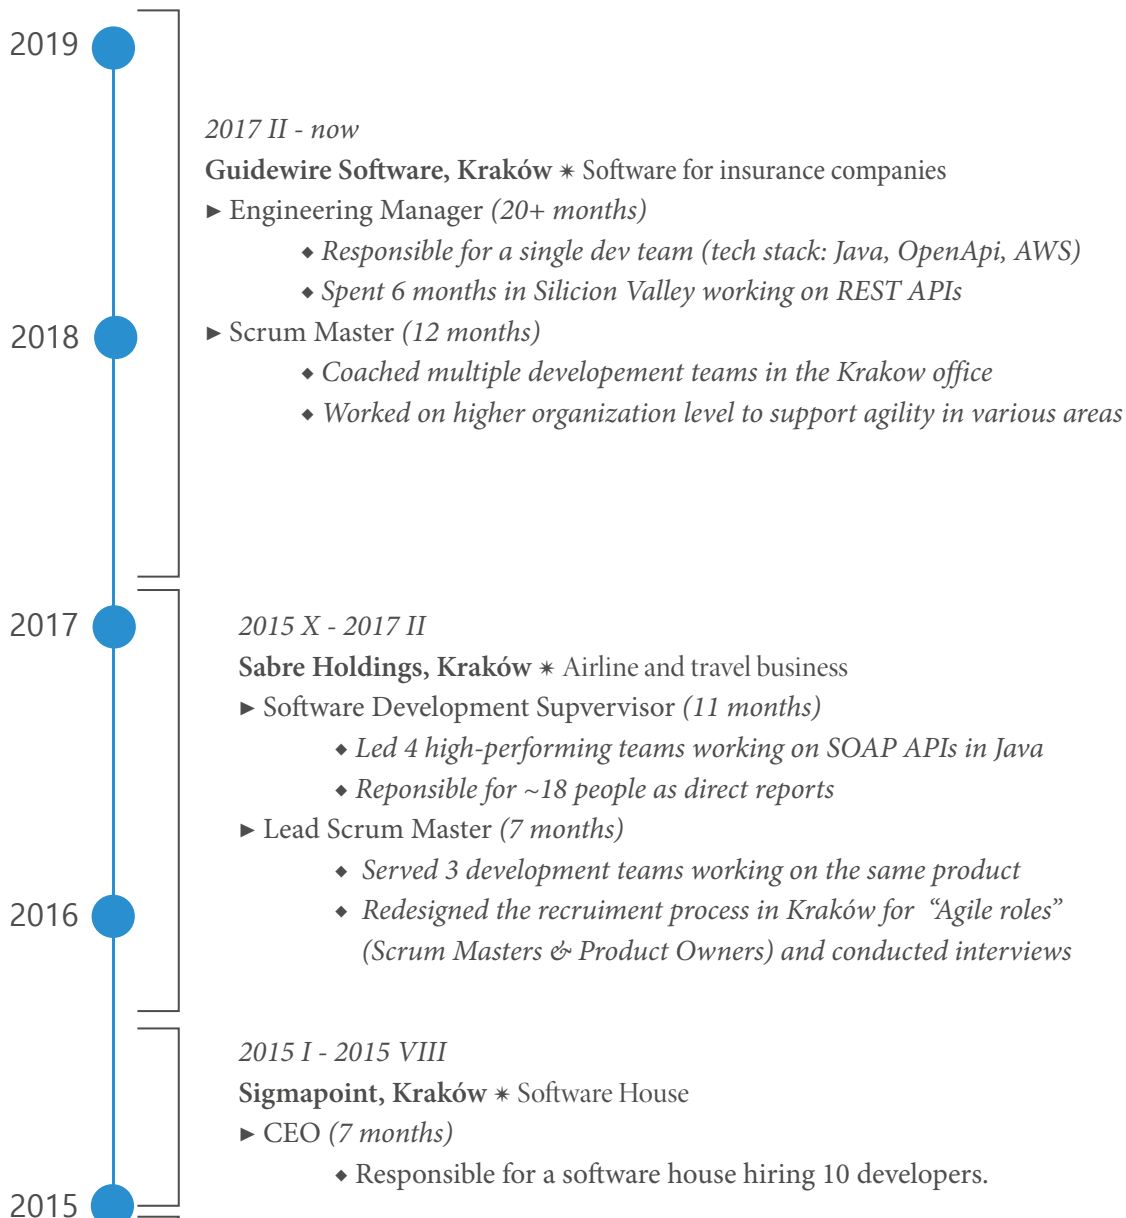 2019
2017 II - now
Guidewire Software, Kraków ✴ Software for insurance companies
► Engineering Manager (20+ months)
◆ Responsible for a single dev team (tech stack: Java, OpenApi, AWS)
◆ Spent 6 months in Silicion Valley working on REST APIs
2018
► Scrum Master (12 months)
◆ Coached multiple developement teams in the Krakow office
◆ Worked on higher organization level to support agility in various areas
2017
2015 X - 2017 II
Sabre Holdings, Kraków ✴ Airline and travel business
► Software Development Supvervisor (11 months)
◆ Led 4 high-performing teams working on SOAP APIs in Java
◆ Reponsible for ~18 people as direct reports
► Lead Scrum Master (7 months)
◆ Served 3 development teams working on the same product
2016
◆ Redesigned the recruiment process in Kraków for “Agile roles”
(Scrum Masters & Product Owners) and conducted interviews
2015 I - 2015 VIII
Sigmapoint, Kraków ✴ Software House
► CEO (7 months)
◆ Responsible for a software house hiring 10 developers.
2015